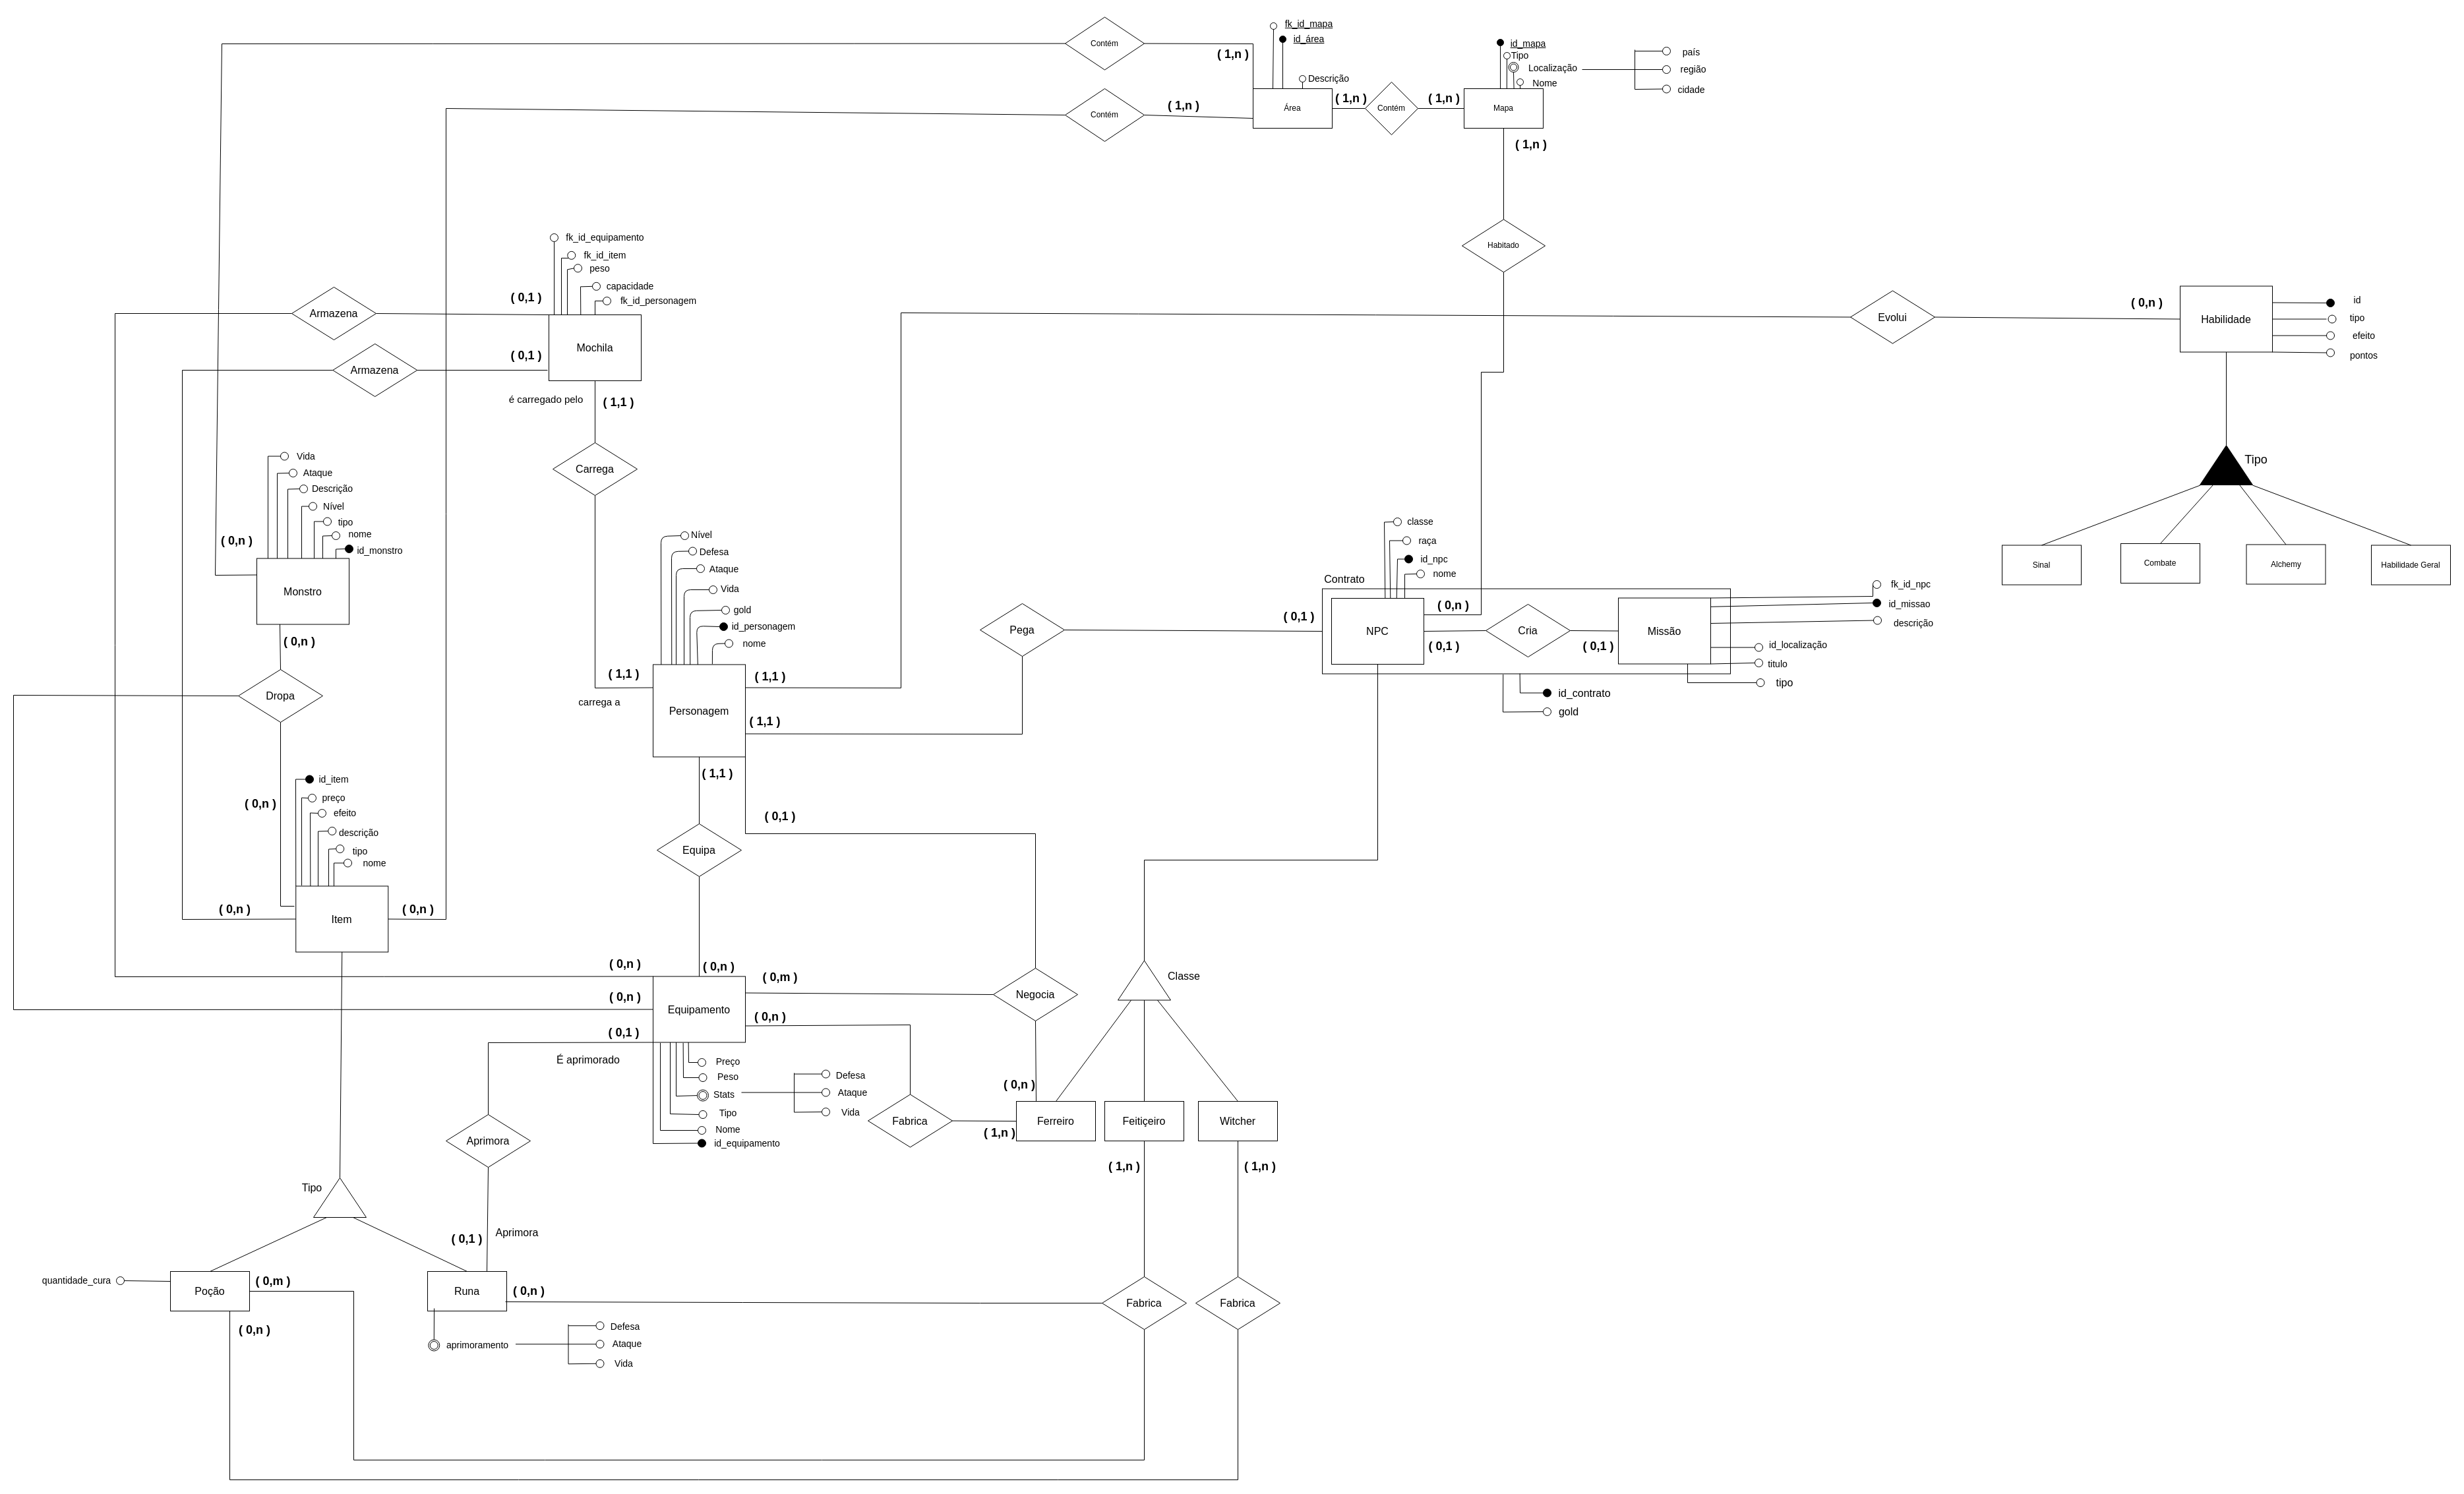 fk_id_mapa
id_área
Descrição
Contém
( 1,n )
id_mapa
Tipo
Localização
Nome
país
região
cidade
Contém
( 1,n )
Área
( 1,n )
Contém
( 1,n )
Mapa
( 1,n )
Habitado
fk_id_equipamento
fk_id_item
peso
capacidade
fk_id_personagem
Armazena
( 0,1 )
Mochila
Armazena
( 0,1 )
é carregado pelo
( 1,1 )
Carrega
Evolui
( 0,n )
Habilidade
id
tipo
efeito
pontos
Tipo
Sinal
Combate
Alchemy
Habilidade Geral
Vida
Ataque
Descrição
Nível
tipo
nome
id_monstro
( 0,n )
Monstro
( 0,n )
Dropa
( 0,n )
Nível
Defesa
Ataque
Vida
gold
id_personagem
nome
( 1,1 )
carrega a
Personagem
( 1,1 )
( 1,1 )
( 1,1 )
( 0,1 )
Pega
( 0,1 )
Contrato
classe
raça
id_npc
nome
NPC
( 0,n )
( 0,1 )
Cria
( 0,1 )
Missão
fk_id_npc
id_missao
descrição
id_localização
titulo
tipo
id_contrato
gold
id_item
preço
efeito
descrição
tipo
nome
( 0,n )
Item
( 0,n )
Equipa
( 0,n )
( 0,n )
( 0,m )
( 0,n )
Equipamento
( 0,n )
( 0,1 )
É aprimorado
Preço
Peso
Stats
Tipo
Nome
id_equipamento
Defesa
Ataque
Vida
Negocia
( 0,n )
Fabrica
( 1,n )
Classe
Ferreiro
Feitiçeiro
Witcher
( 1,n )
( 1,n )
Aprimora
( 0,1 )
Aprimora
Tipo
quantidade_cura
Poção
( 0,m )
( 0,n )
Runa
( 0,n )
Fabrica
Fabrica
aprimoramento
Defesa
Ataque
Vida